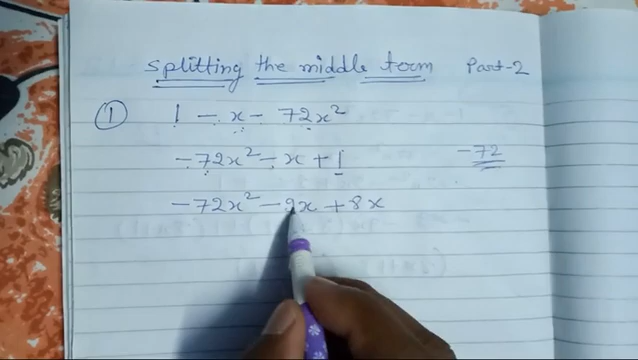 splitting the middle term Part-2
① 1 - x - 72x²
-72x² - x + 1 -72
-72x² - 9x + 8x